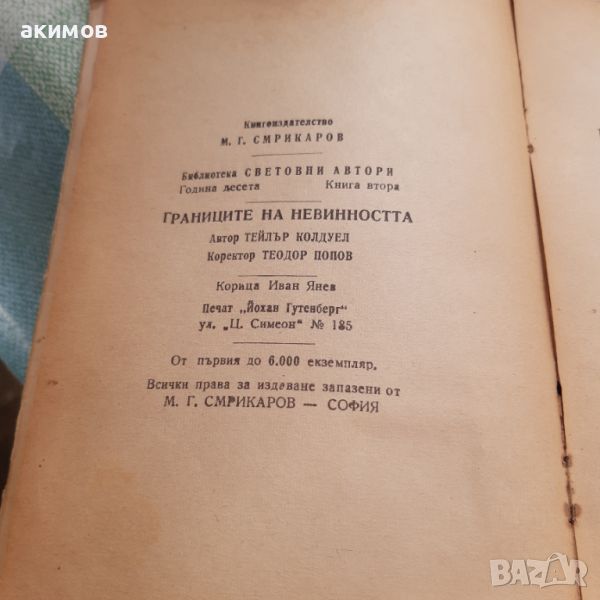 акимов
Книгоиздателство
М. Г. СМРИКАРОВ
Библиотека СВЕТОВНИ АВТОРИ
Година десета Книга втора
ГРАНИЦИТЕ НА НЕВИННОСТТА
Автор ТЕЙЛЪР КОЛДУЕЛ
Коректор ТЕОДОР ПОПОВ
Корица Иван Янев
Печат „Йохан Гутенберг"
ул. „Ц. Симеон" № 185
От първия до 6.000 екземпляр.
Всички права за издеване запазени от
М. Г. СМРИКАРОВ — СОФИЯ
BAZAR